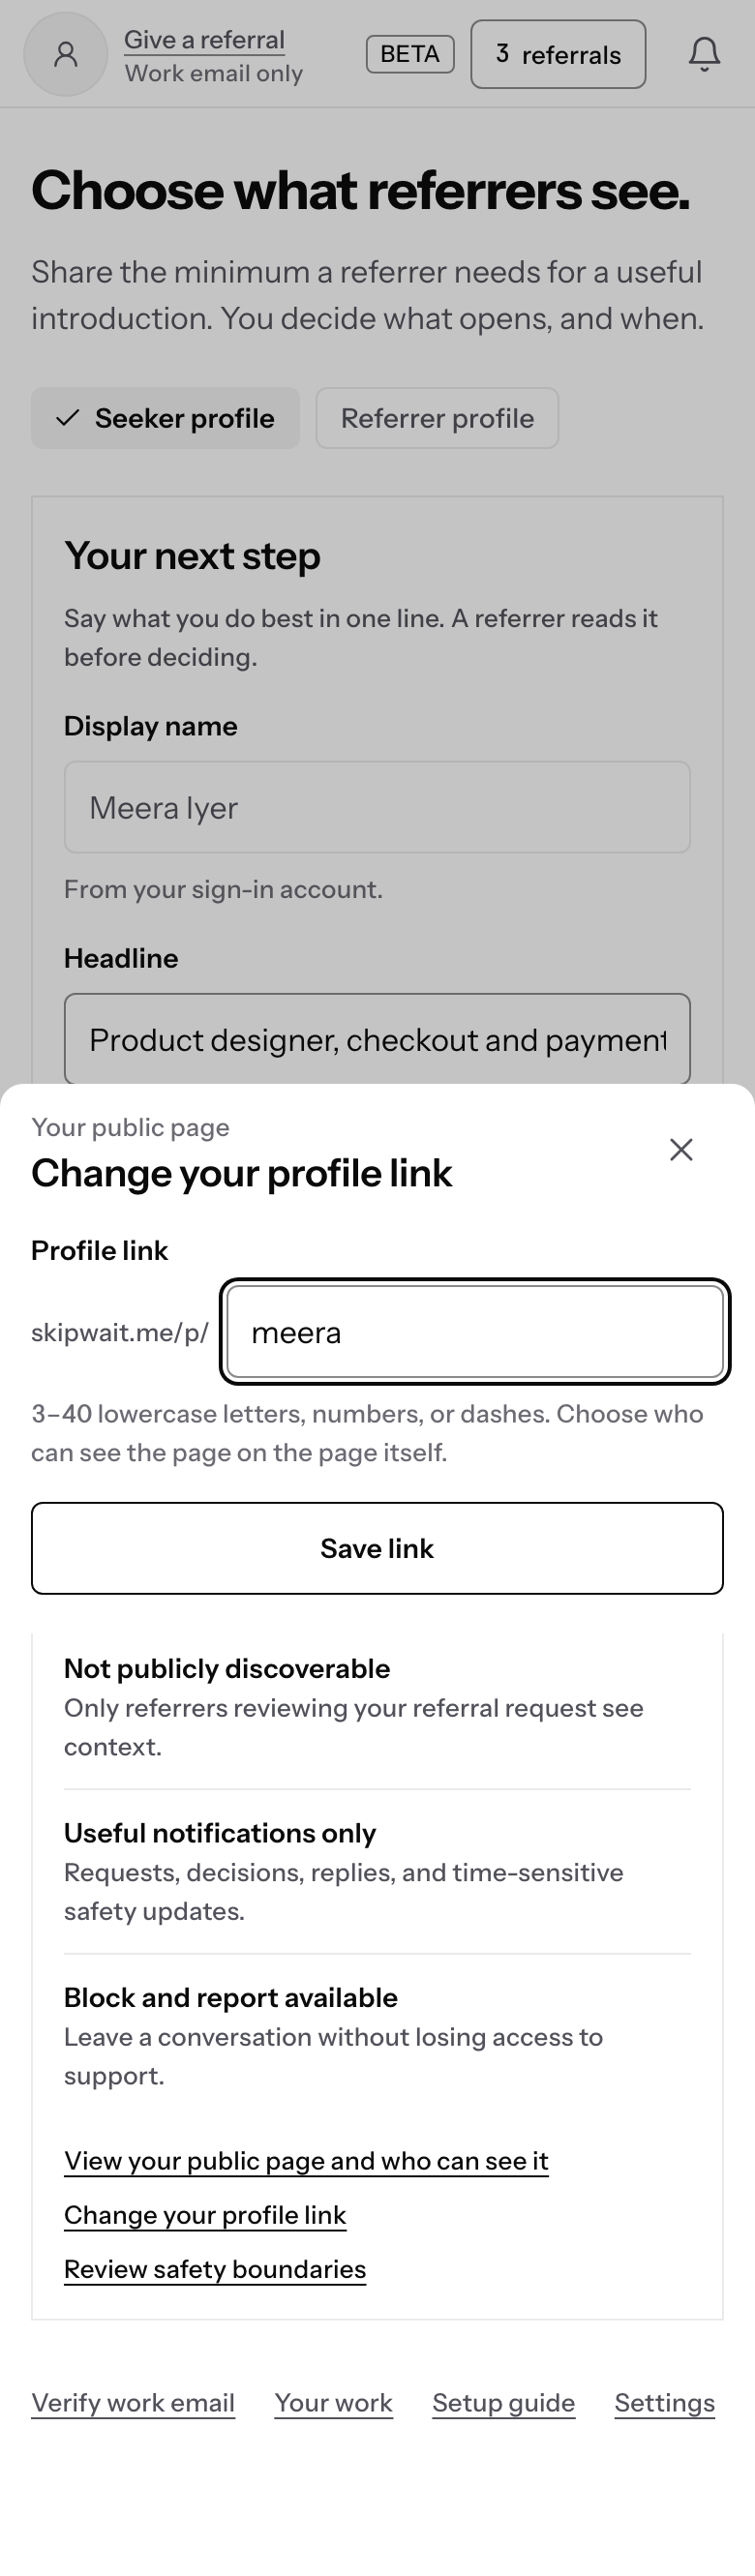 Give a referral
Work email only
BETA
3 referrals
Choose what referrers see.
Share the minimum a referrer needs for a useful
introduction. You decide what opens, and when.
Seeker profile
Referrer profile
Your next step
Say what you do best in one line. A referrer reads it
before deciding.
Display name
Meera Iyer
From your sign-in account.
Headline
Product designer, checkout and payment
Your public page
Change your profile link
Profile link
skipwait.me/p/
meera
3–40 lowercase letters, numbers, or dashes. Choose who
can see the page on the page itself.
Save link
Not publicly discoverable
Only referrers reviewing your referral request see
context.
Useful notifications only
Requests, decisions, replies, and time-sensitive
safety updates.
Block and report available
Leave a conversation without losing access to
support.
View your public page and who can see it
Change your profile link
Review safety boundaries
Verify work email
Your work
Setup guide
Settings